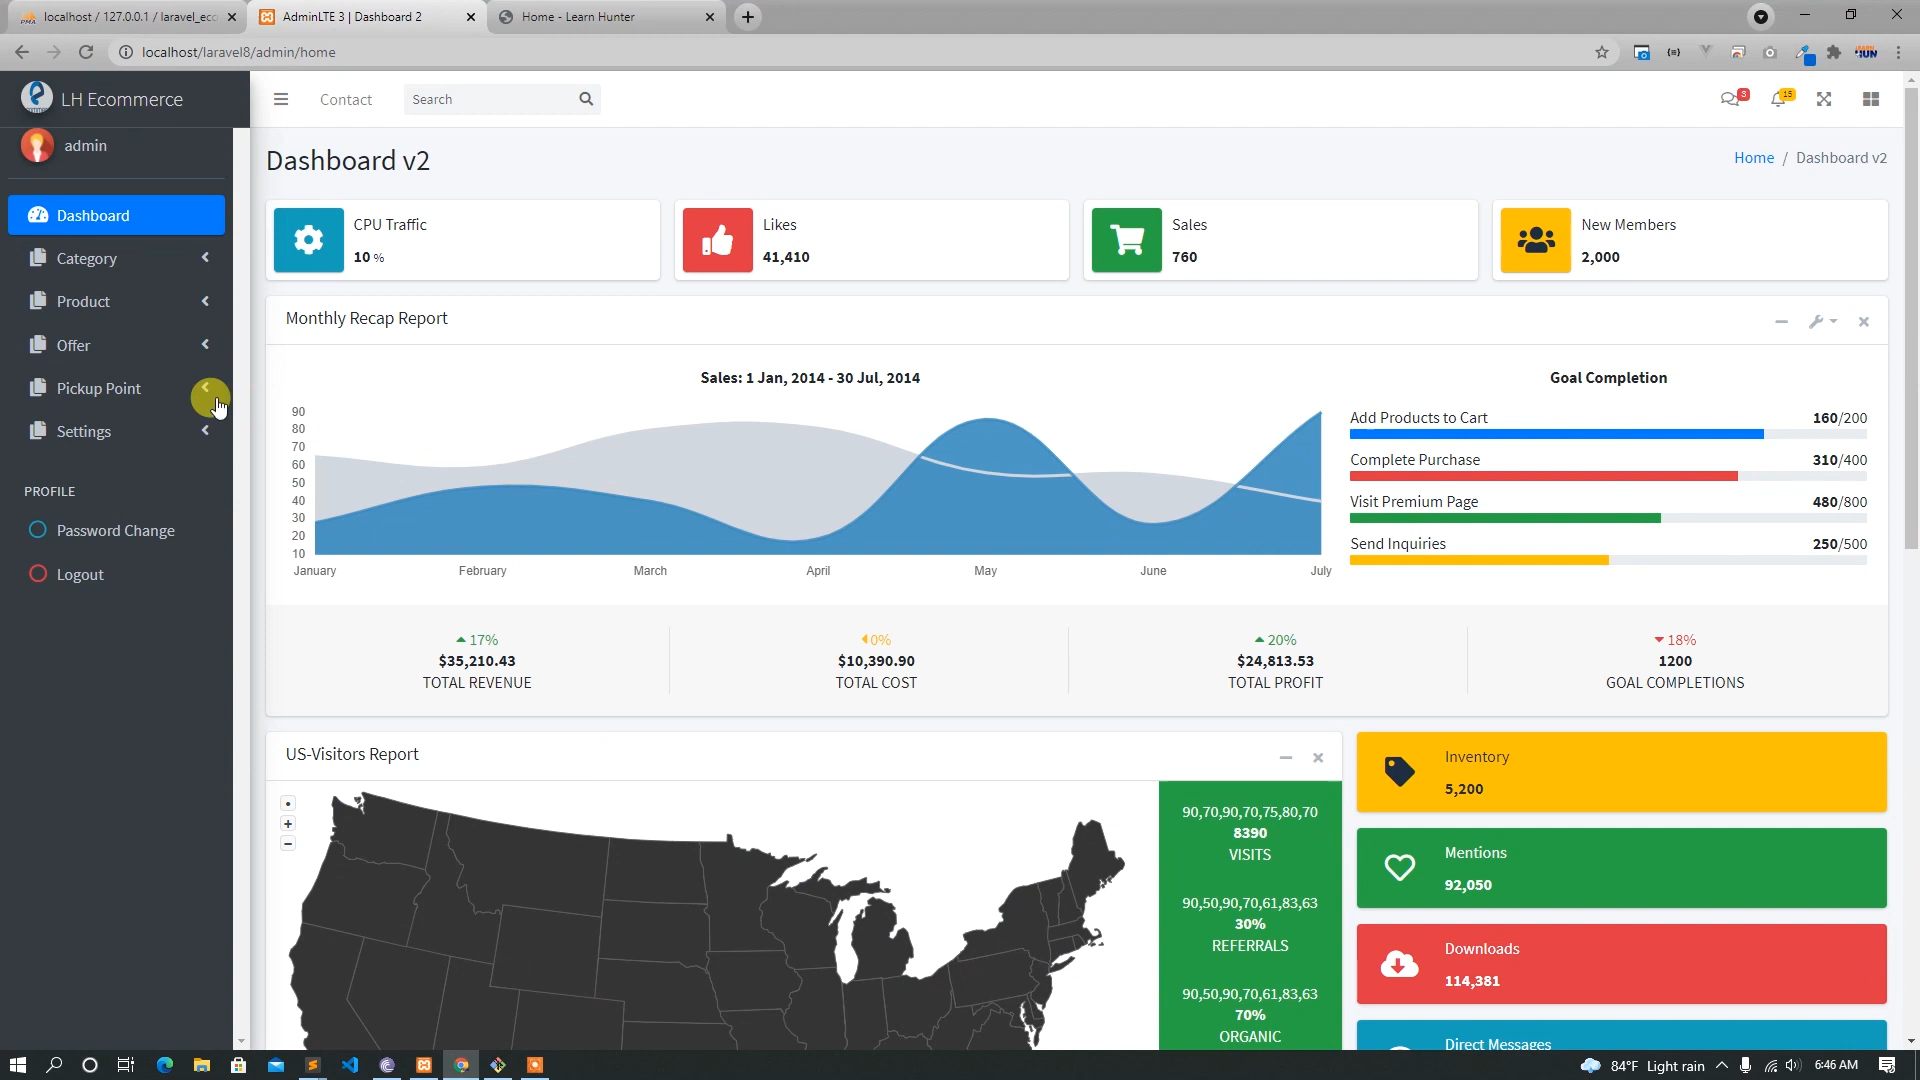 localhost / 127.0.0.1 / laravel_ecc
AdminLTE 3 | Dashboard 2
Home - Learn Hunter
localhost/laravel8/admin/home
LH Ecommerce
Contact
Search
3
15
admin
Dashboard v2
Home / Dashboard v2
Dashboard
Category
Product
Offer
Pickup Point
Settings
PROFILE
Password Change
Logout
CPU Traffic
10 %
Likes
41,410
Sales
760
New Members
2,000
Monthly Recap Report
Sales: 1 Jan, 2014 - 30 Jul, 2014
90
80
70
60
50
40
30
20
10
January February March April May June July
Goal Completion
Add Products to Cart 160/200
Complete Purchase 310/400
Visit Premium Page 480/800
Send Inquiries 250/500
17%
$35,210.43
TOTAL REVENUE
0%
$10,390.90
TOTAL COST
20%
$24,813.53
TOTAL PROFIT
18%
1200
GOAL COMPLETIONS
US-Visitors Report
90,70,90,70,75,80,70
8390
VISITS
90,50,90,70,61,83,63
30%
REFERRALS
90,50,90,70,61,83,63
70%
ORGANIC
Inventory
5,200
Mentions
92,050
Downloads
114,381
Direct Messages
84°F Light rain
6:46 AM